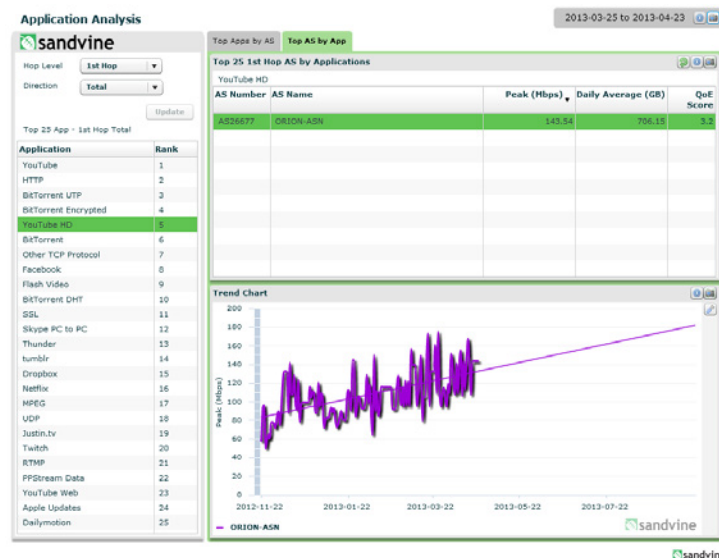 Application Analysis
2013-03-25 to 2013-04-23
sandvine
Hop Level 1st Hop
Direction Total
Update
Top 25 App - 1st Hop Total
Application Rank
YouTube 1
HTTP 2
BitTorrent UTP 3
BitTorrent Encrypted 4
YouTube HD 5
BitTorrent 6
Other TCP Protocol 7
Facebook 8
Flash Video 9
BitTorrent DHT 10
SSL 11
Skype PC to PC 12
Thunder 13
tumblr 14
Dropbox 15
Netflix 16
MPEG 17
UDP 18
Justin.tv 19
Twitch 20
RTMP 21
PPStream Data 22
YouTube Web 23
Apple Updates 24
Dailymotion 25
Top Apps by AS Top AS by App
Top 25 1st Hop AS by Applications
YouTube HD
AS Number AS Name Peak (Mbps) Daily Average (GB) QoE Score
AS26677 ORION-ASN 143.54 706.15 3.2
Trend Chart
Peak (Mbps)
200
180
160
140
120
100
80
60
40
20
0
2012-11-22 2013-01-22 2013-03-22 2013-05-22 2013-07-22
ORION-ASN
sandvine
sandvine